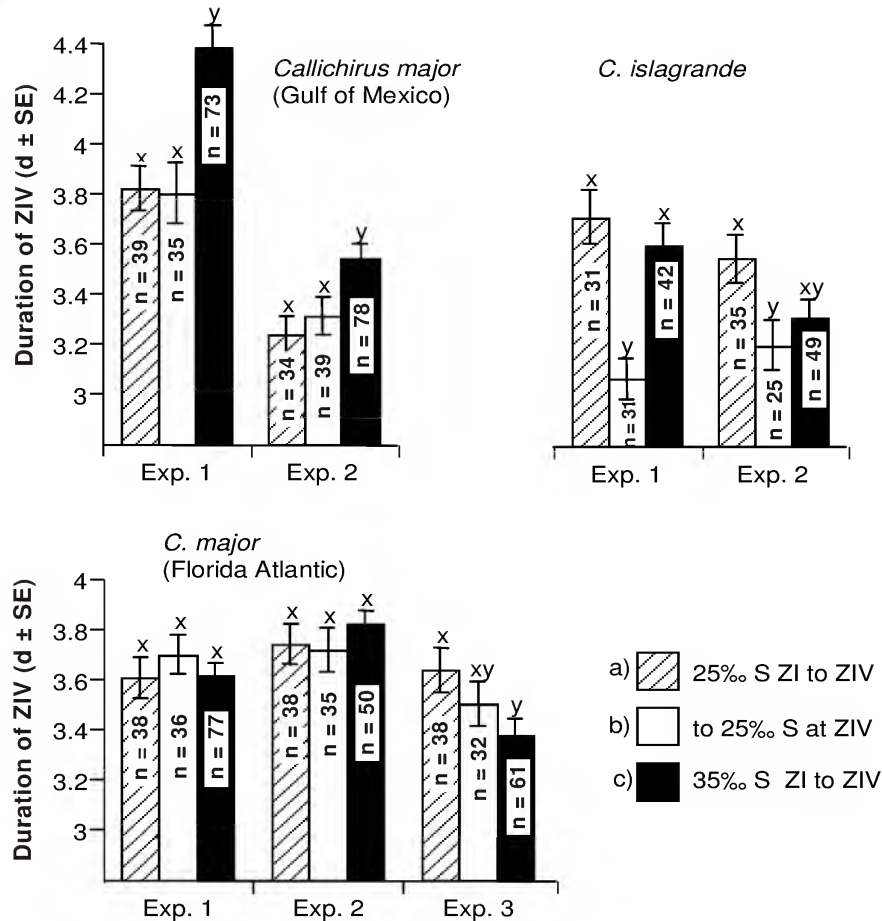 Callichirus major
(Gulf of Mexico)
Duration of ZIV (d ± SE)
4.4
4.2
4
3.8
3.6
3.4
3.2
3
x
x
y
n = 39
n = 35
n = 73
x
x
y
n = 34
n = 39
n = 78
Exp. 1
Exp. 2
C. islagrande
x
y
x
n = 31
n = 31
n = 42
x
y
xy
n = 35
n = 25
n = 49
Exp. 1
Exp. 2
C. major
(Florida Atlantic)
Duration of ZIV (d ± SE)
4
3.8
3.6
3.4
3.2
3
x
x
x
n = 38
n = 36
n = 77
x
x
x
n = 38
n = 35
n = 50
x
xy
y
n = 38
n = 32
n = 61
Exp. 1
Exp. 2
Exp. 3
a) 25‰ S ZI to ZIV
b) to 25‰ S at ZIV
c) 35‰ S ZI to ZIV